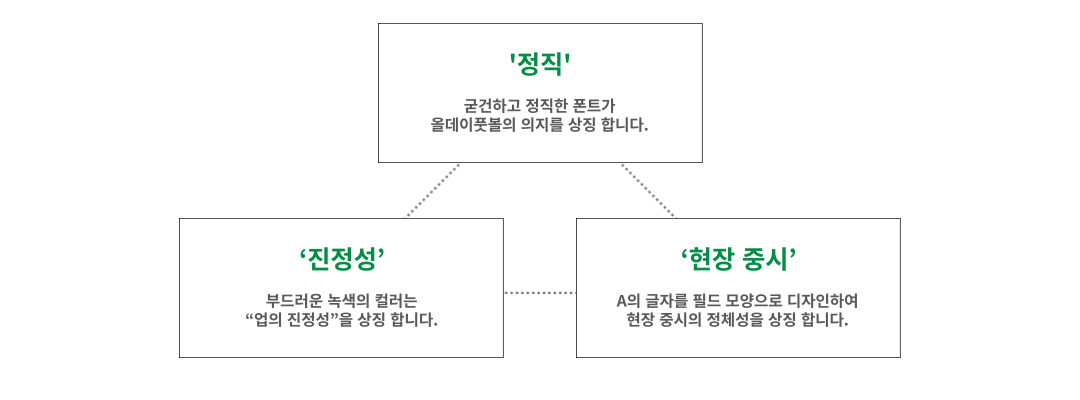 '정직'
굳건하고 정직한 폰트가
올데이풋볼의 의지를 상징 합니다.
‘진정성’
부드러운 녹색의 컬러는
“업의 진정성”을 상징 합니다.
‘현장 중시’
A의 글자를 필드 모양으로 디자인하여
현장 중시의 정체성을 상징 합니다.